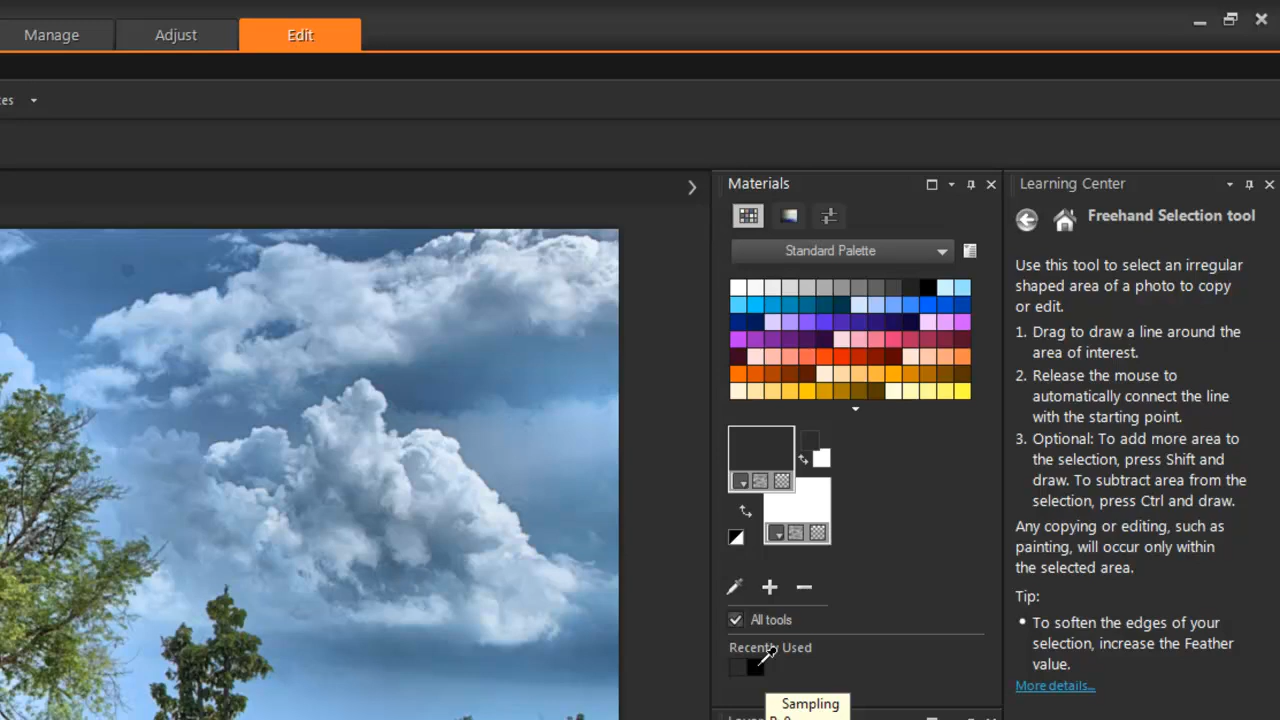 Manage
Adjust
Edit
ces
Materials
Standard Palette
All tools
Recently Used
Sampling
Learning Center
Freehand Selection tool
Use this tool to select an irregular
shaped area of a photo to copy
or edit.
1. Drag to draw a line around the
area of interest.
2. Release the mouse to
automatically connect the line
with the starting point.
3. Optional: To add more area to
the selection, press Shift and
draw. To subtract area from the
selection, press Ctrl and draw.
Any copying or editing, such as
painting, will occur only within
the selected area.
Tip:
• To soften the edges of your
selection, increase the Feather
value.
More details...